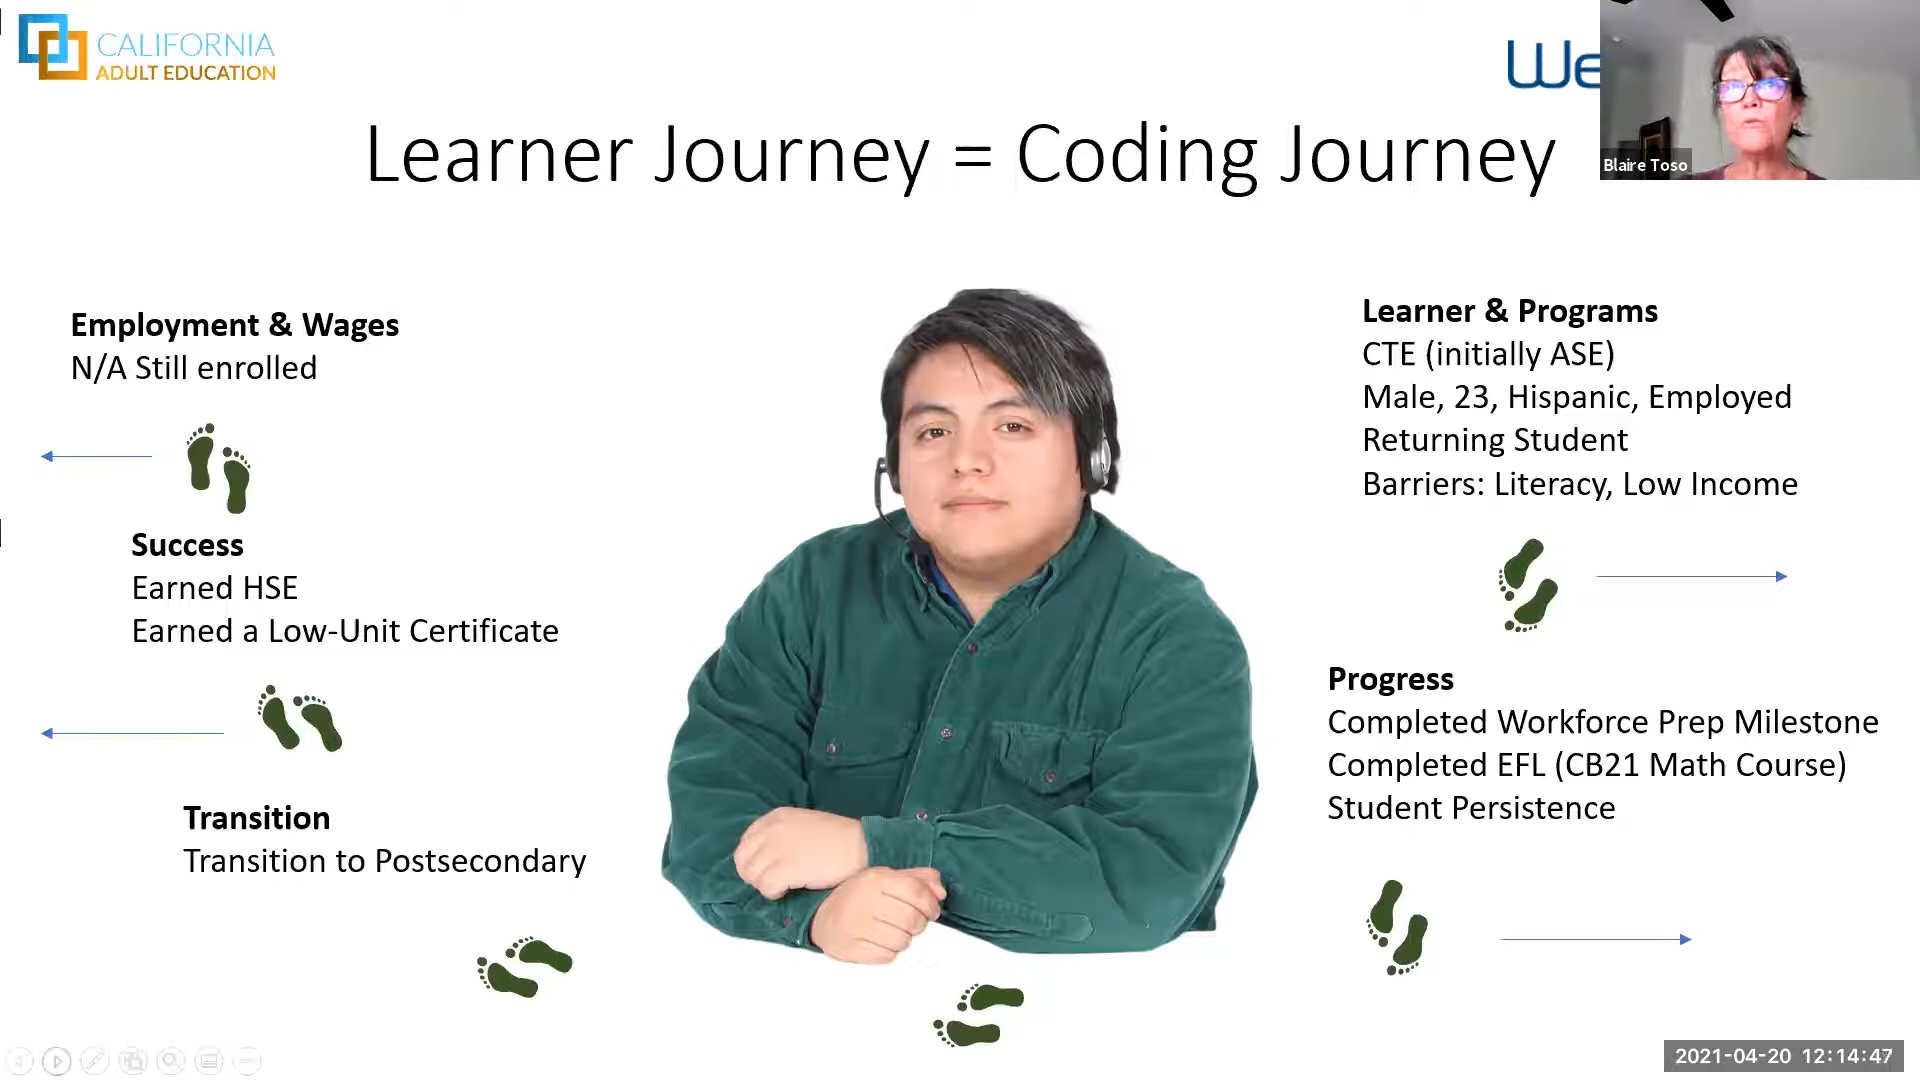 CALIFORNIA
ADULT EDUCATION
We
Blaire Toso
Learner Journey = Coding Journey
Employment & Wages
N/A Still enrolled
Success
Earned HSE
Earned a Low-Unit Certificate
Transition
Transition to Postsecondary
Learner & Programs
CTE (initially ASE)
Male, 23, Hispanic, Employed
Returning Student
Barriers: Literacy, Low Income
Progress
Completed Workforce Prep Milestone
Completed EFL (CB21 Math Course)
Student Persistence
2021-04-20 12:14:47